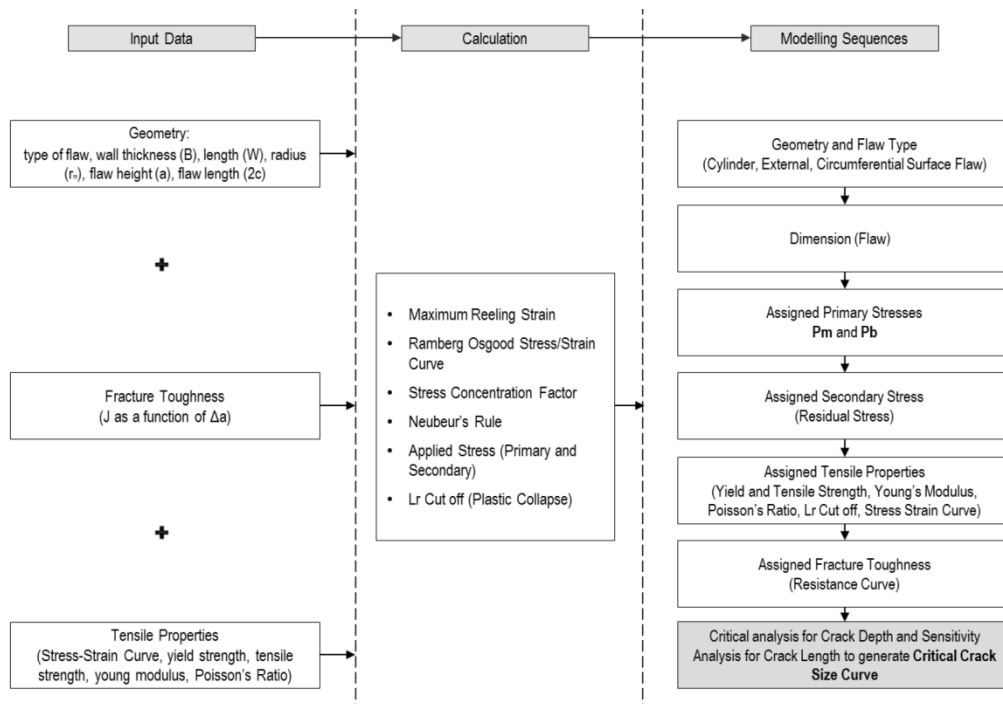 Input Data
Calculation
Modelling Sequences
Geometry:
type of flaw, wall thickness (B), length (W), radius
(rₙ), flaw height (a), flaw length (2c)
+
Fracture Toughness
(J as a function of Δa)
+
Tensile Properties
(Stress-Strain Curve, yield strength, tensile
strength, young modulus, Poisson's Ratio)
• Maximum Reeling Strain
• Ramberg Osgood Stress/Strain
Curve
• Stress Concentration Factor
• Neubeur's Rule
• Applied Stress (Primary and
Secondary)
• Lr Cut off (Plastic Collapse)
Geometry and Flaw Type
(Cylinder, External, Circumferential Surface Flaw)
Dimension (Flaw)
Assigned Primary Stresses
Pm and Pb
Assigned Secondary Stress
(Residual Stress)
Assigned Tensile Properties
(Yield and Tensile Strength, Young's Modulus,
Poisson's Ratio, Lr Cut off, Stress Strain Curve)
Assigned Fracture Toughness
(Resistance Curve)
Critical analysis for Crack Depth and Sensitivity
Analysis for Crack Length to generate Critical Crack
Size Curve